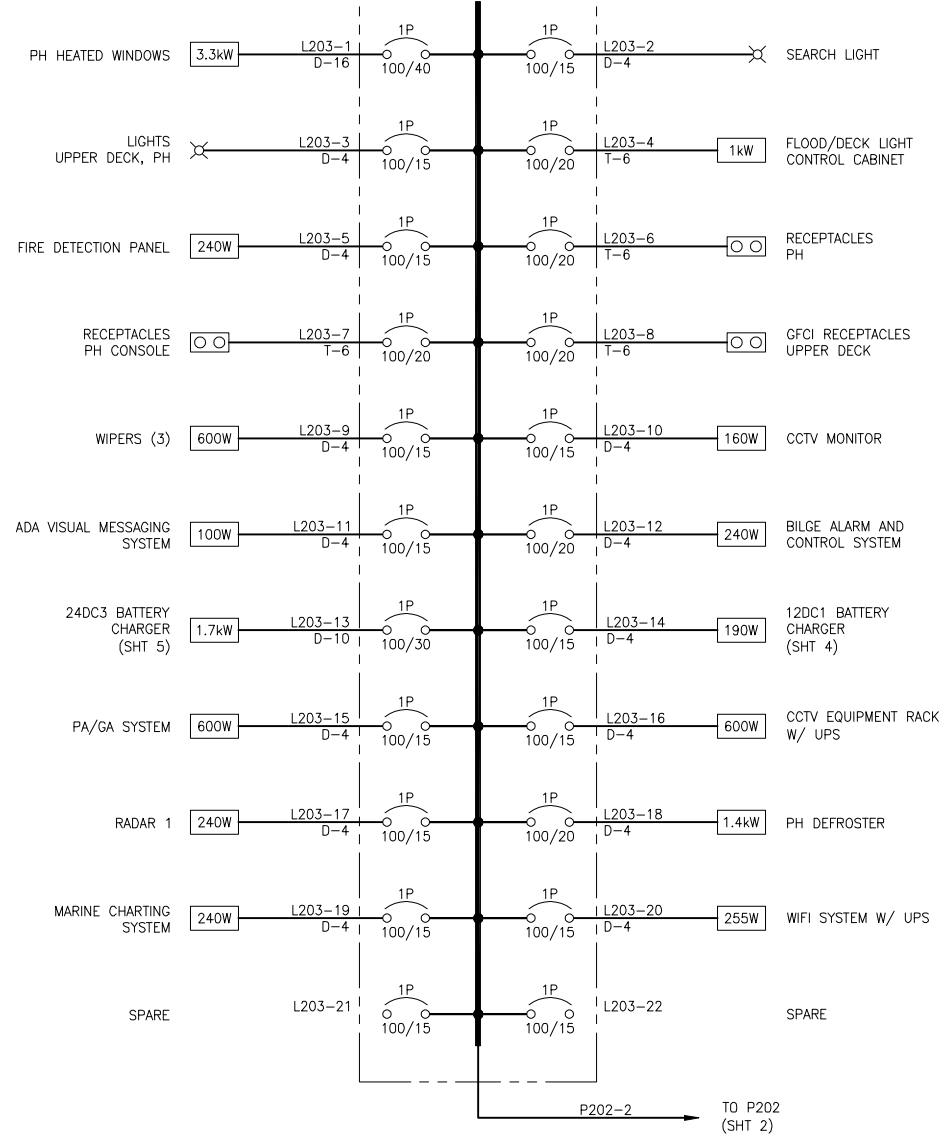 PH HEATED WINDOWS 3.3kW L203-1 D-16 1P 100/40
1P 100/15 L203-2 D-4 SEARCH LIGHT
LIGHTS
UPPER DECK, PH
L203-3 D-4 1P 100/15
1P 100/20 L203-4 T-6 1kW
FLOOD/DECK LIGHT
CONTROL CABINET
FIRE DETECTION PANEL 240W L203-5 D-4 1P 100/15
1P 100/20 L203-6 T-6
RECEPTACLES
PH
RECEPTACLES
PH CONSOLE
L203-7 T-6 1P 100/20
1P 100/20 L203-8 T-6
GFCI RECEPTACLES
UPPER DECK
WIPERS (3) 600W L203-9 D-4 1P 100/15
1P 100/15 L203-10 D-4 160W CCTV MONITOR
ADA VISUAL MESSAGING
SYSTEM
100W L203-11 D-4 1P 100/15
1P 100/20 L203-12 D-4 240W
BILGE ALARM AND
CONTROL SYSTEM
24DC3 BATTERY
CHARGER
(SHT 5)
1.7kW L203-13 D-10 1P 100/30
1P 100/15 L203-14 D-4 190W
12DC1 BATTERY
CHARGER
(SHT 4)
PA/GA SYSTEM 600W L203-15 D-4 1P 100/15
1P 100/15 L203-16 D-4 600W
CCTV EQUIPMENT RACK
W/ UPS
RADAR 1 240W L203-17 D-4 1P 100/15
1P 100/20 L203-18 D-4 1.4kW PH DEFROSTER
MARINE CHARTING
SYSTEM
240W L203-19 D-4 1P 100/15
1P 100/15 L203-20 D-4 255W WIFI SYSTEM W/ UPS
SPARE L203-21 1P 100/15
1P 100/15 L203-22 SPARE
P202-2
TO P202
(SHT 2)